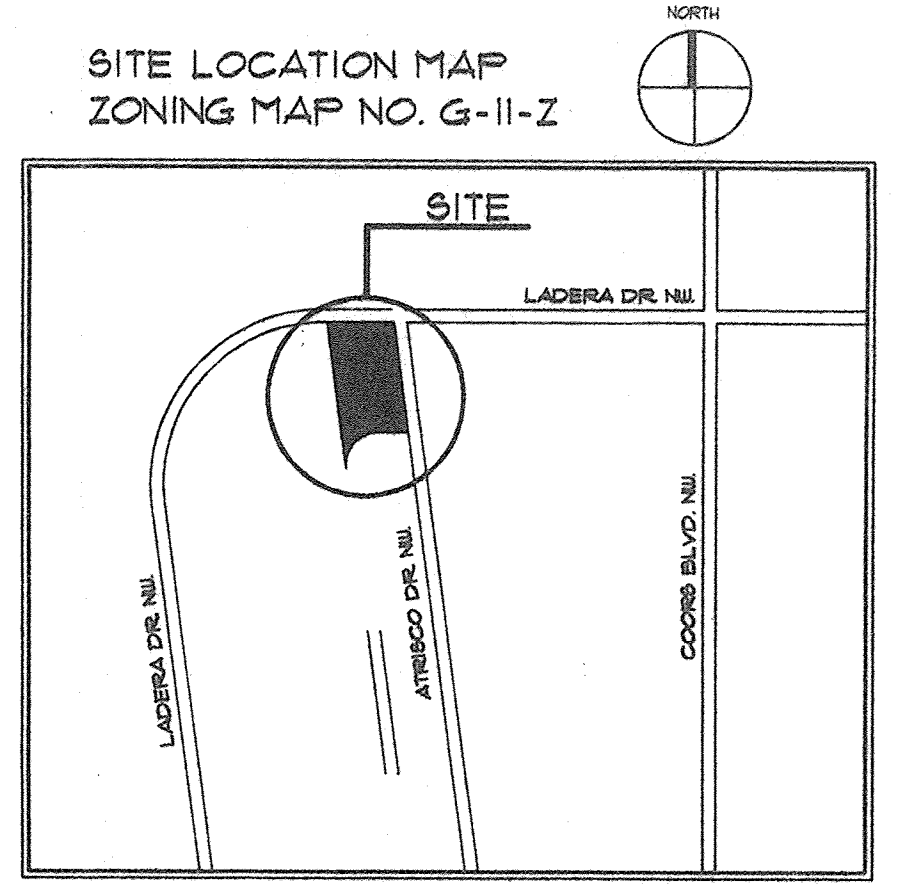 NORTH
SITE LOCATION MAP
ZONING MAP NO. G-11-Z
SITE
LADERA DR NW.
COORS BLVD. NW.
ATRISCO DR NW.
LADERA DR NW.